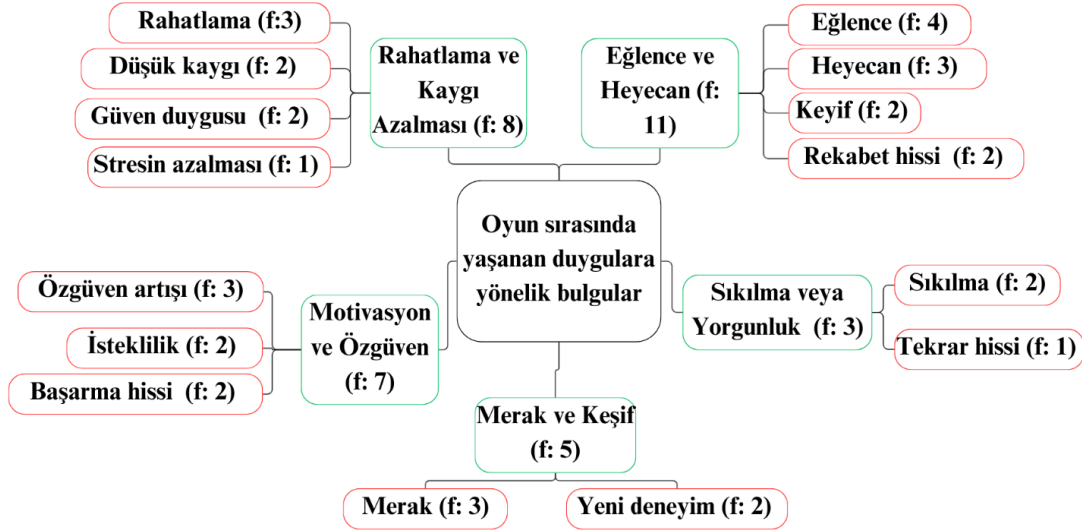 Rahatlama (f:3)
Düşük kaygı (f: 2)
Güven duygusu (f: 2)
Stresin azalması (f: 1)
Rahatlama ve
Kaygı
Azalması (f: 8)
Eğlence ve
Heyecan (f:
11)
Eğlence (f: 4)
Heyecan (f: 3)
Keyif (f: 2)
Rekabet hissi (f: 2)
Oyun sırasında
yaşanan duygulara
yönelik bulgular
Özgüven artışı (f: 3)
İsteklilik (f: 2)
Başarma hissi (f: 2)
Motivasyon
ve Özgüven
(f: 7)
Sıkılma veya
Yorgunluk (f: 3)
Sıkılma (f: 2)
Tekrar hissi (f: 1)
Merak ve Keşif
(f: 5)
Merak (f: 3)
Yeni deneyim (f: 2)